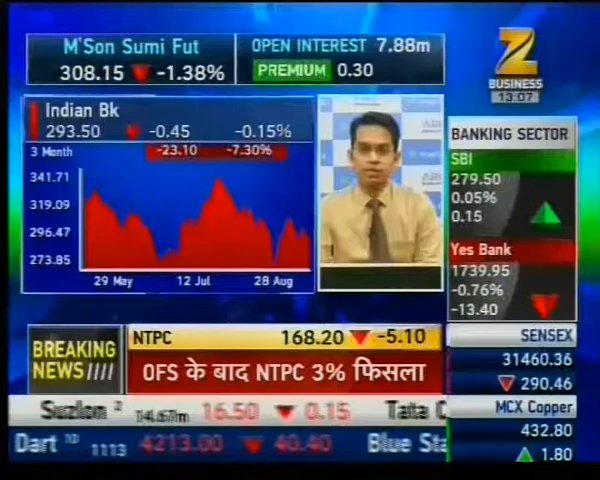 M'Son Sumi Fut
308.15 -1.38%
OPEN INTEREST 7.88m
PREMIUM 0.30
Z
BUSINESS
13:07
Indian Bk
293.50 -0.45 -0.15%
3 Month -23.10 -7.30%
341.71
319.09
296.47
273.85
29 May 12 Jul 28 Aug
BANKING SECTOR
SBI
279.50
0.05%
0.15
Yes Bank
1739.95
-0.76%
-13.40
BREAKING NEWS
NTPC 168.20 -5.10
OFS के बाद NTPC 3% फिसला
SENSEX
31460.36
290.46
MCX Copper
432.80
1.80
Suzlon 16.50 0.15 Tata
Dart 1113 4213.00 40.40 Blue Sta